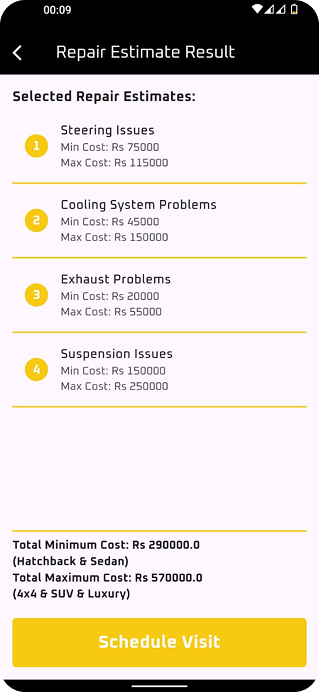 00:09
Repair Estimate Result
Selected Repair Estimates:
1
Steering Issues
Min Cost: Rs 75000
Max Cost: Rs 115000
2
Cooling System Problems
Min Cost: Rs 45000
Max Cost: Rs 150000
3
Exhaust Problems
Min Cost: Rs 20000
Max Cost: Rs 55000
4
Suspension Issues
Min Cost: Rs 150000
Max Cost: Rs 250000
Total Minimum Cost: Rs 290000.0
(Hatchback & Sedan)
Total Maximum Cost: Rs 570000.0
(4x4 & SUV & Luxury)
Schedule Visit